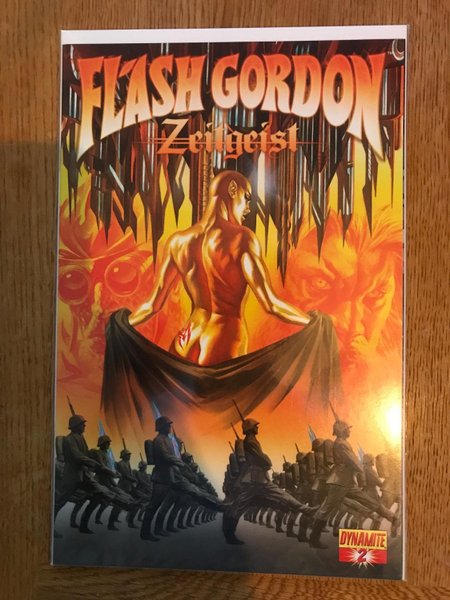 FLASH GORDON
Zeitgeist
DYNAMITE
2